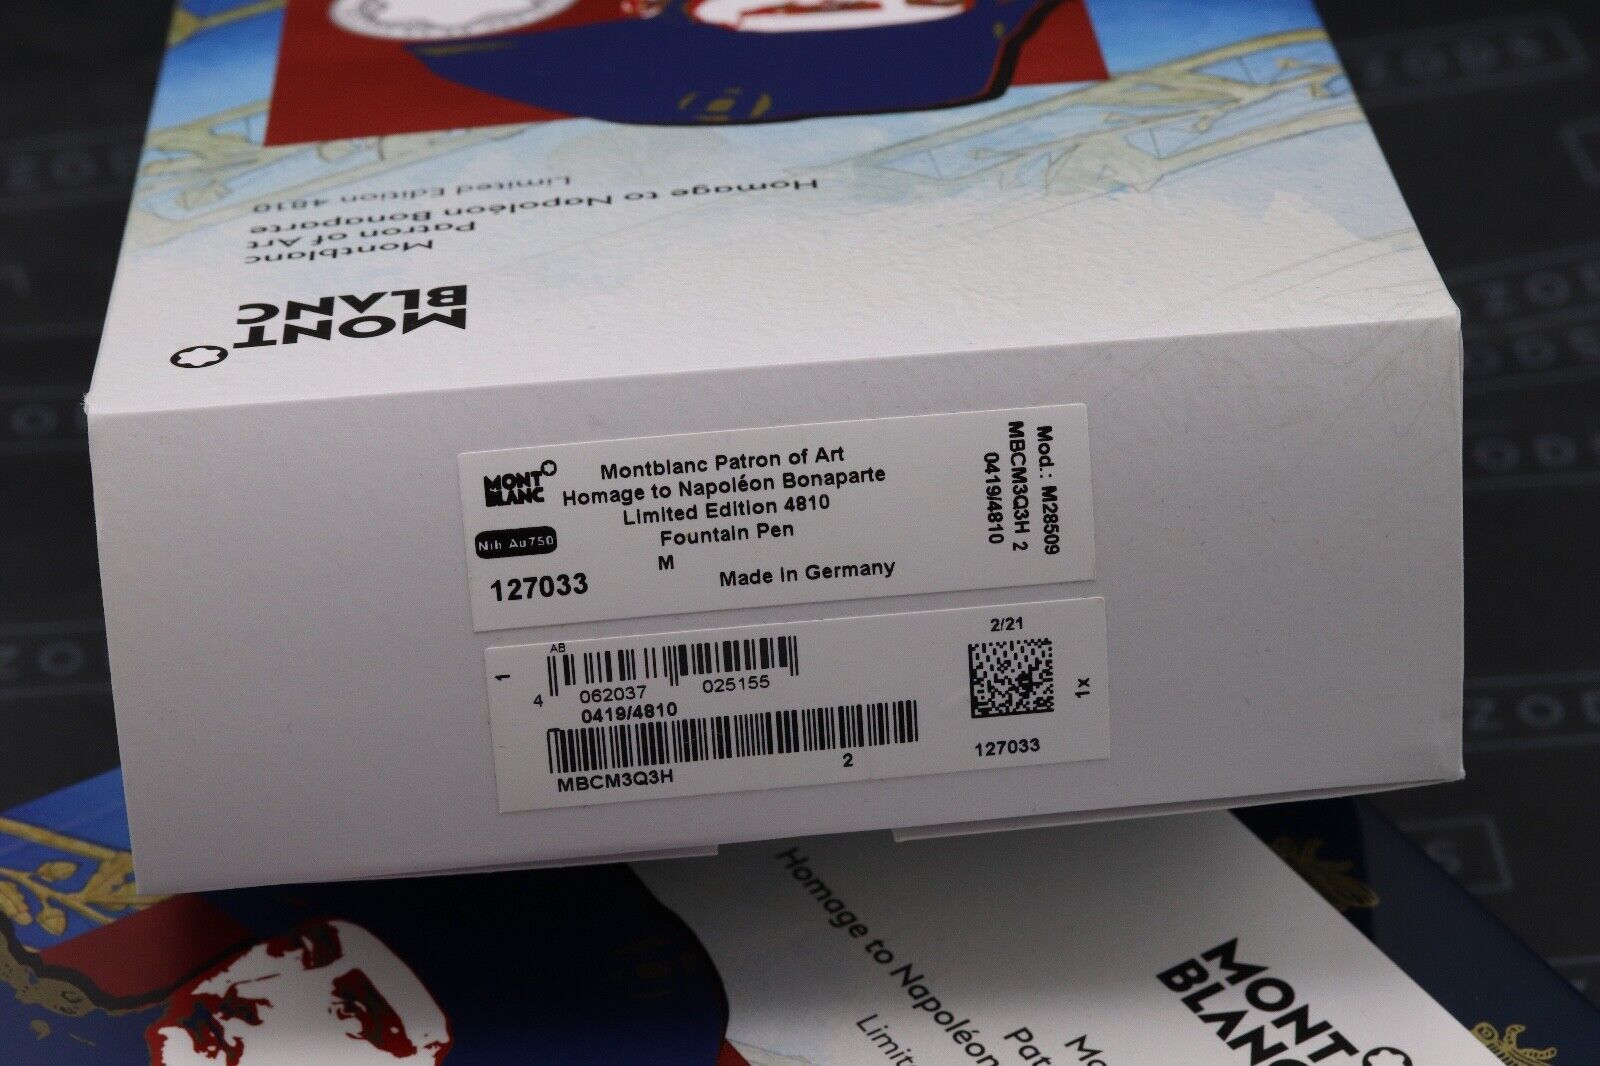 Homage to Napoléon Bonaparte
Limited Edition 4810
Montblanc
Patron of Art
MONT
BLANC
MONT
BLANC
Montblanc Patron of Art
Homage to Napoléon Bonaparte
Limited Edition 4810
Fountain Pen
M
Made in Germany
Au750
127033
Mod.: M28509
MBCM3Q3H 2
0419/4810
1
AB
4 062037 025155
0419/4810
MBCM3Q3H 2
2/21
1x
127033
Homage to Napoléon
MONT
BLANC